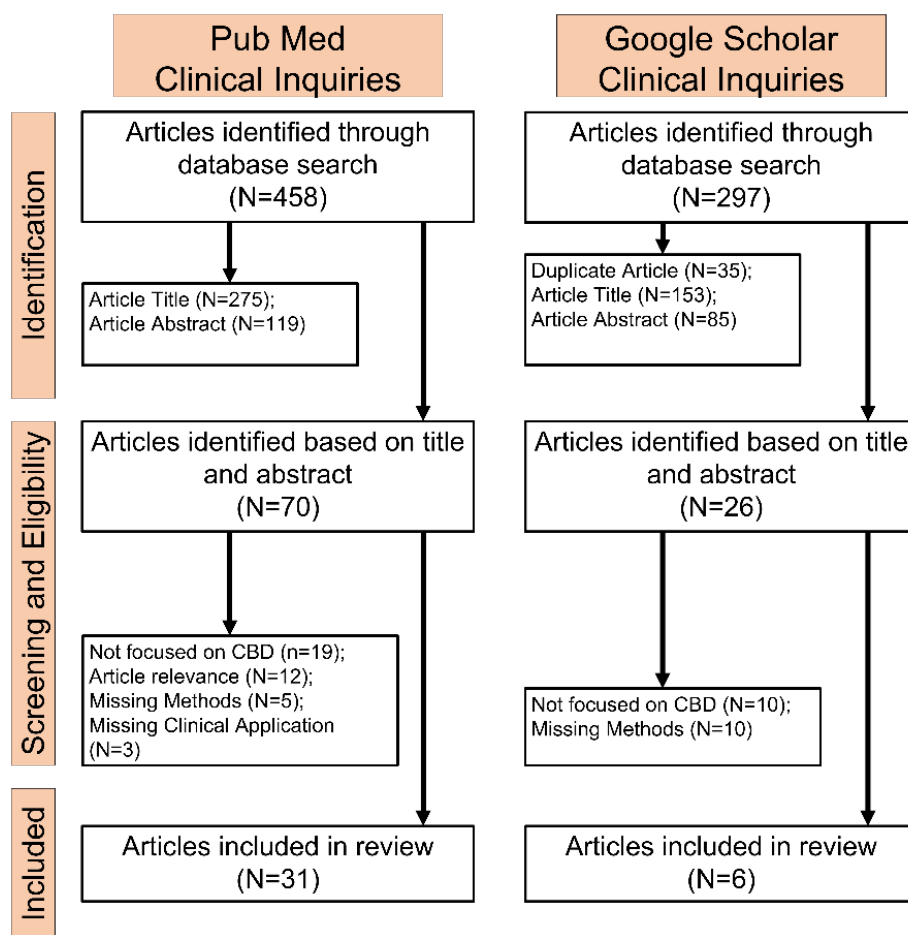 Pub Med
Clinical Inquiries
Google Scholar
Clinical Inquiries
Identification
Articles identified through
database search
(N=458)
Articles identified through
database search
(N=297)
Article Title (N=275);
Article Abstract (N=119)
Duplicate Article (N=35);
Article Title (N=153);
Article Abstract (N=85)
Screening and Eligibility
Articles identified based on title
and abstract
(N=70)
Articles identified based on title
and abstract
(N=26)
Not focused on CBD (n=19);
Article relevance (N=12);
Missing Methods (N=5);
Missing Clinical Application
(N=3)
Not focused on CBD (N=10);
Missing Methods (N=10)
Included
Articles included in review
(N=31)
Articles included in review
(N=6)